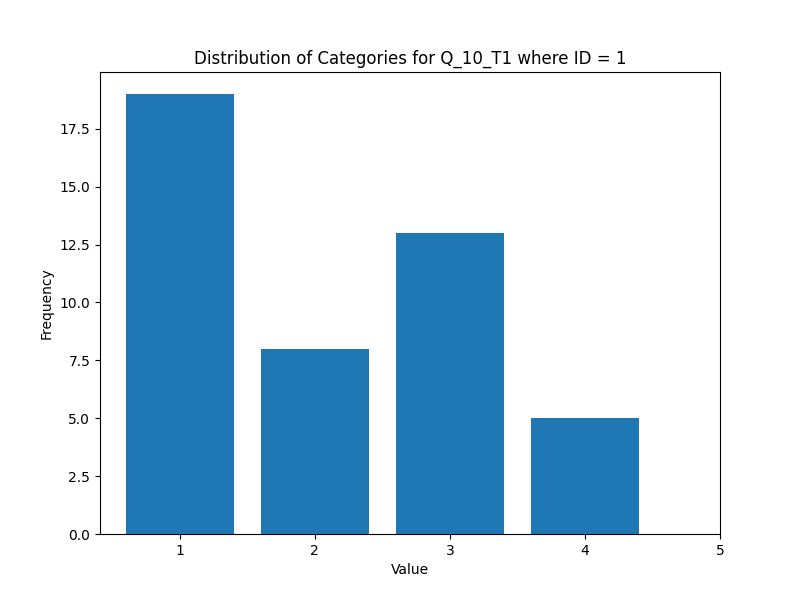 Distribution of Categories for Q_10_T1 where ID = 1
17.5
15.0
12.5
10.0
7.5
5.0
2.5
0.0
Frequency
1 2 3 4 5
Value